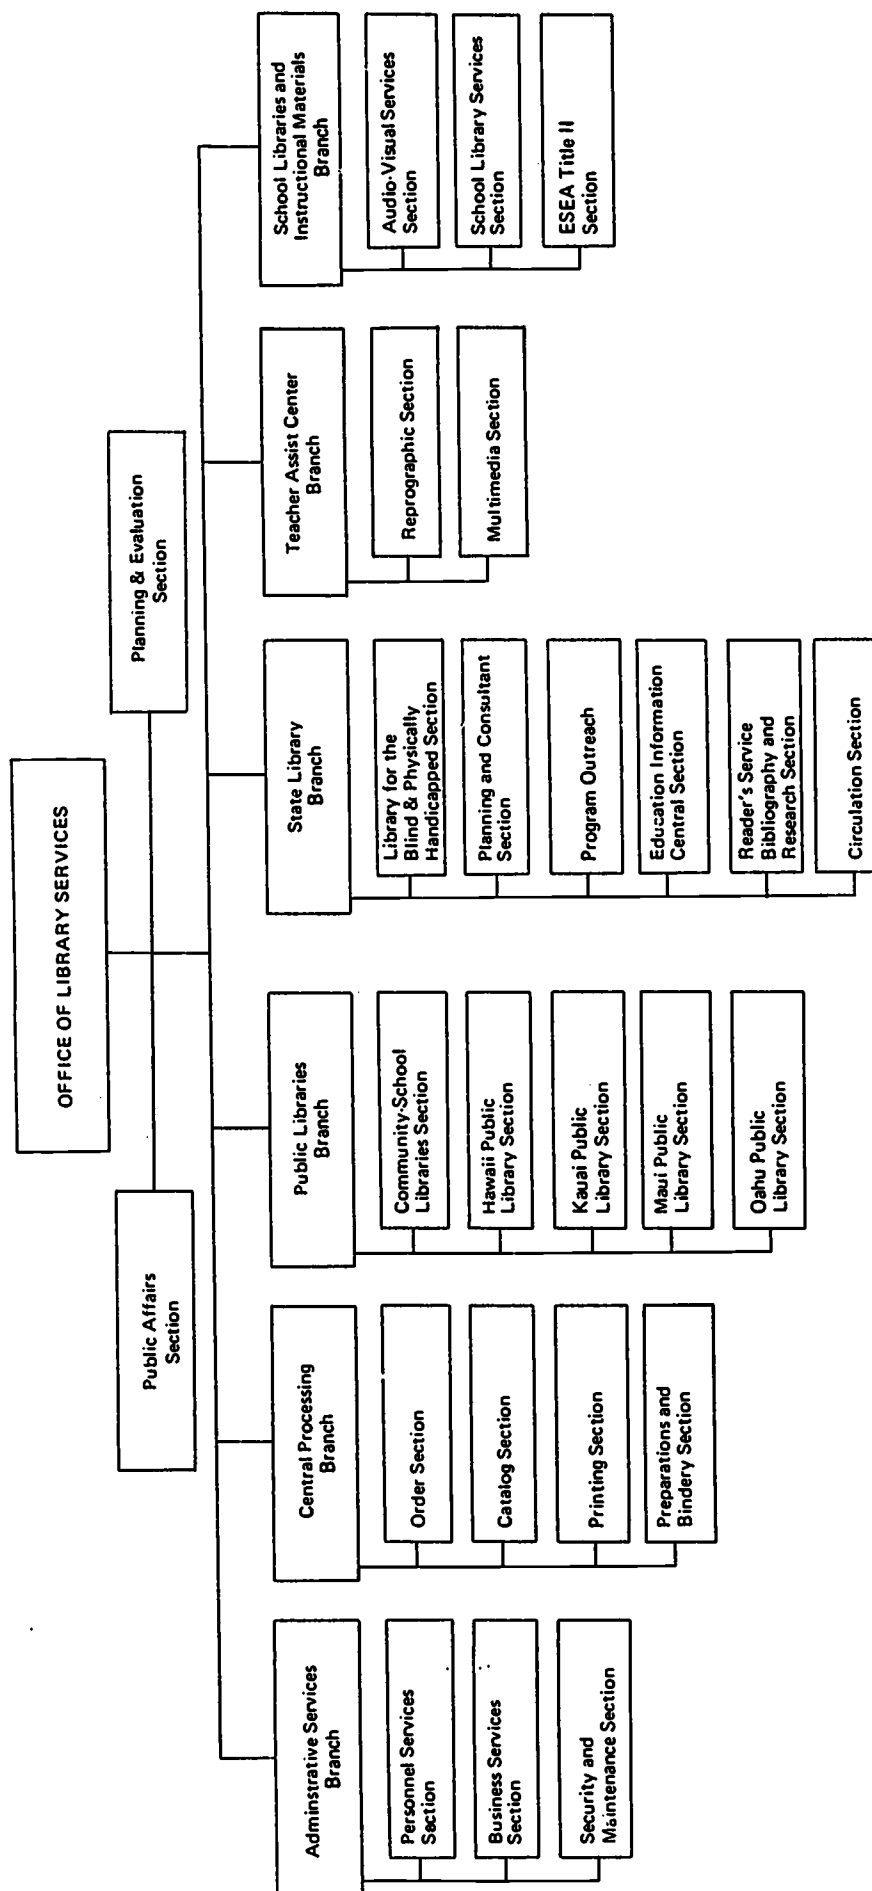 OFFICE OF LIBRARY SERVICES
Public Affairs
Section
Planning & Evaluation
Section
Adminstrative Services
Branch
Personnel Services
Section
Business Services
Section
Security and
Maintenance Section
Central Processing
Branch
Order Section
Catalog Section
Printing Section
Preparations and
Bindery Section
Public Libraries
Branch
Community-School
Libraries Section
Hawaii Public
Library Section
Kauai Public
Library Section
Maui Public
Library Section
Oahu Public
Library Section
State Library
Branch
Library for the
Blind & Physically
Handicapped Section
Planning and Consultant
Section
Program Outreach
Education Information
Central Section
Reader's Service
Bibliography and
Research Section
Circulation Section
Teacher Assist Center
Branch
Reprographic Section
Multimedia Section
School Libraries and
Instructional Materials
Branch
Audio-Visual Services
Section
School Library Services
Section
ESEA Title II
Section